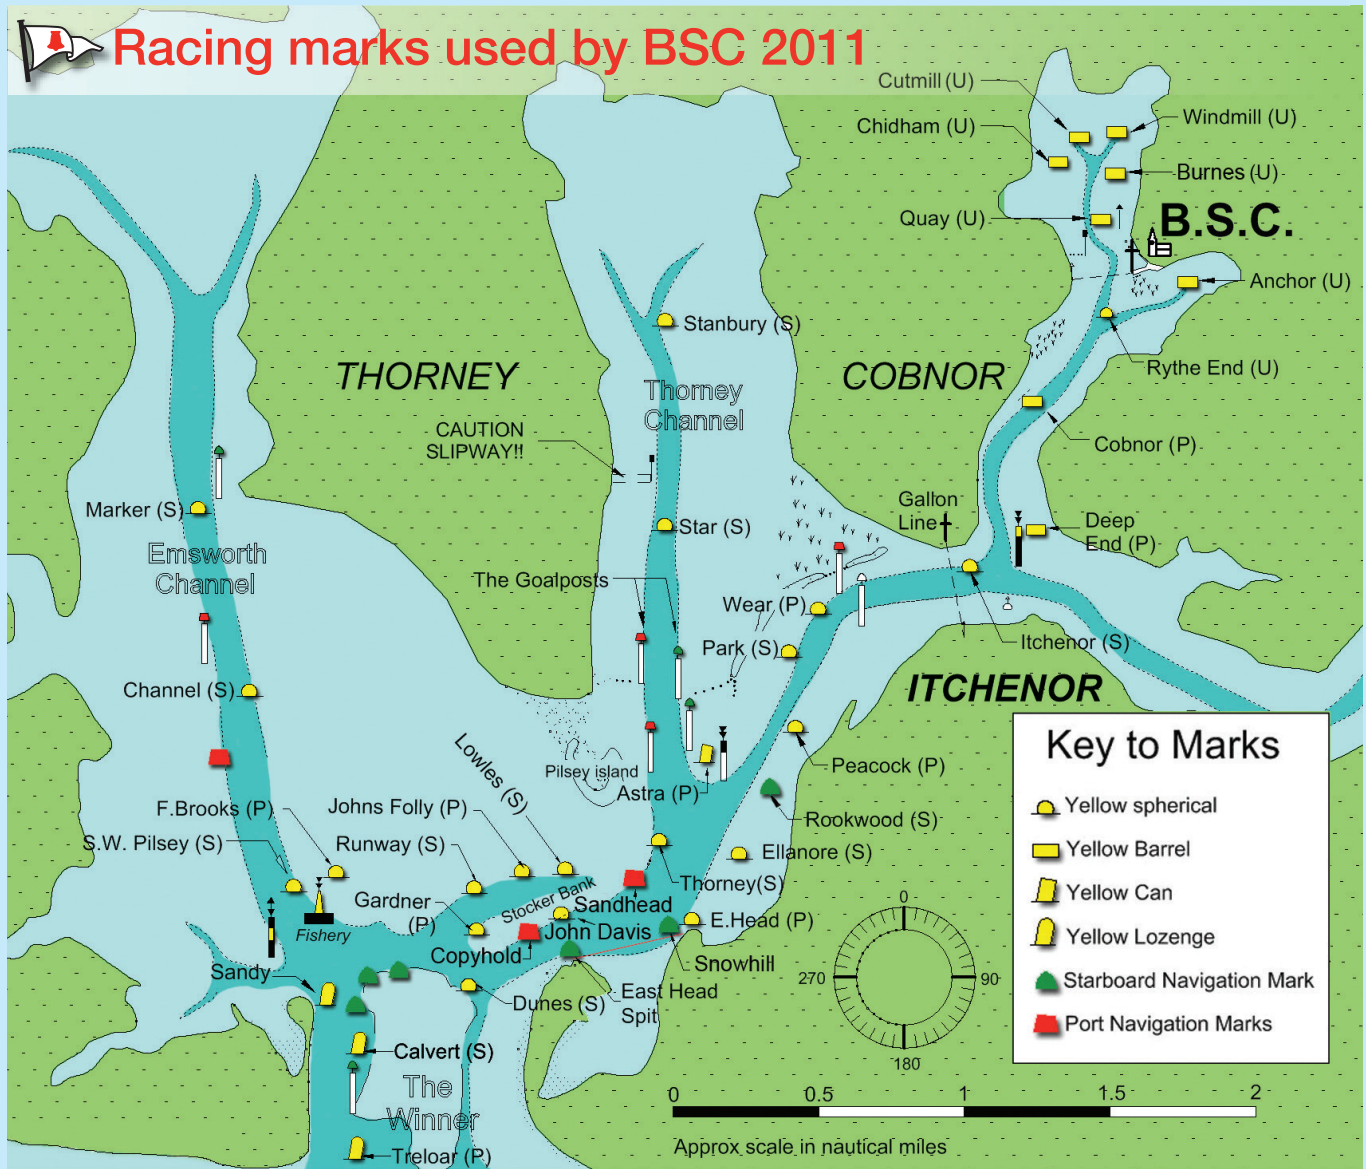 Racing marks used by BSC 2011
Cutmill (U)
Windmill (U)
Chidham (U)
Burnes (U)
Quay (U)
B.S.C.
Anchor (U)
Stanbury (S)
THORNEY
COBNOR
Rythe End (U)
Thorney
Channel
CAUTION
SLIPWAY!!
Cobnor (P)
Marker (S)
Gallon
Line
Star (S)
Deep
End (P)
Emsworth
Channel
The Goalposts
Wear (P)
Park (S)
Itchenor (S)
Channel (S)
ITCHENOR
Lowles (S)
Pilsey island
Astra (P)
Peacock (P)
F.Brooks (P)
Johns Folly (P)
Rookwood (S)
S.W. Pilsey (S)
Runway (S)
Ellanore (S)
Thorney(S)
Gardner
(P)
Stocker Bank
Sandhead
E.Head (P)
Fishery
John Davis
Copyhold
Snowhill
Sandy
Dunes (S)
East Head
Spit
Calvert (S)
The
Winner
Treloar (P)
Key to Marks
Yellow spherical
Yellow Barrel
Yellow Can
Yellow Lozenge
Starboard Navigation Mark
Port Navigation Marks
0
270
90
180
0
0.5
1
1.5
2
Approx scale in nautical miles